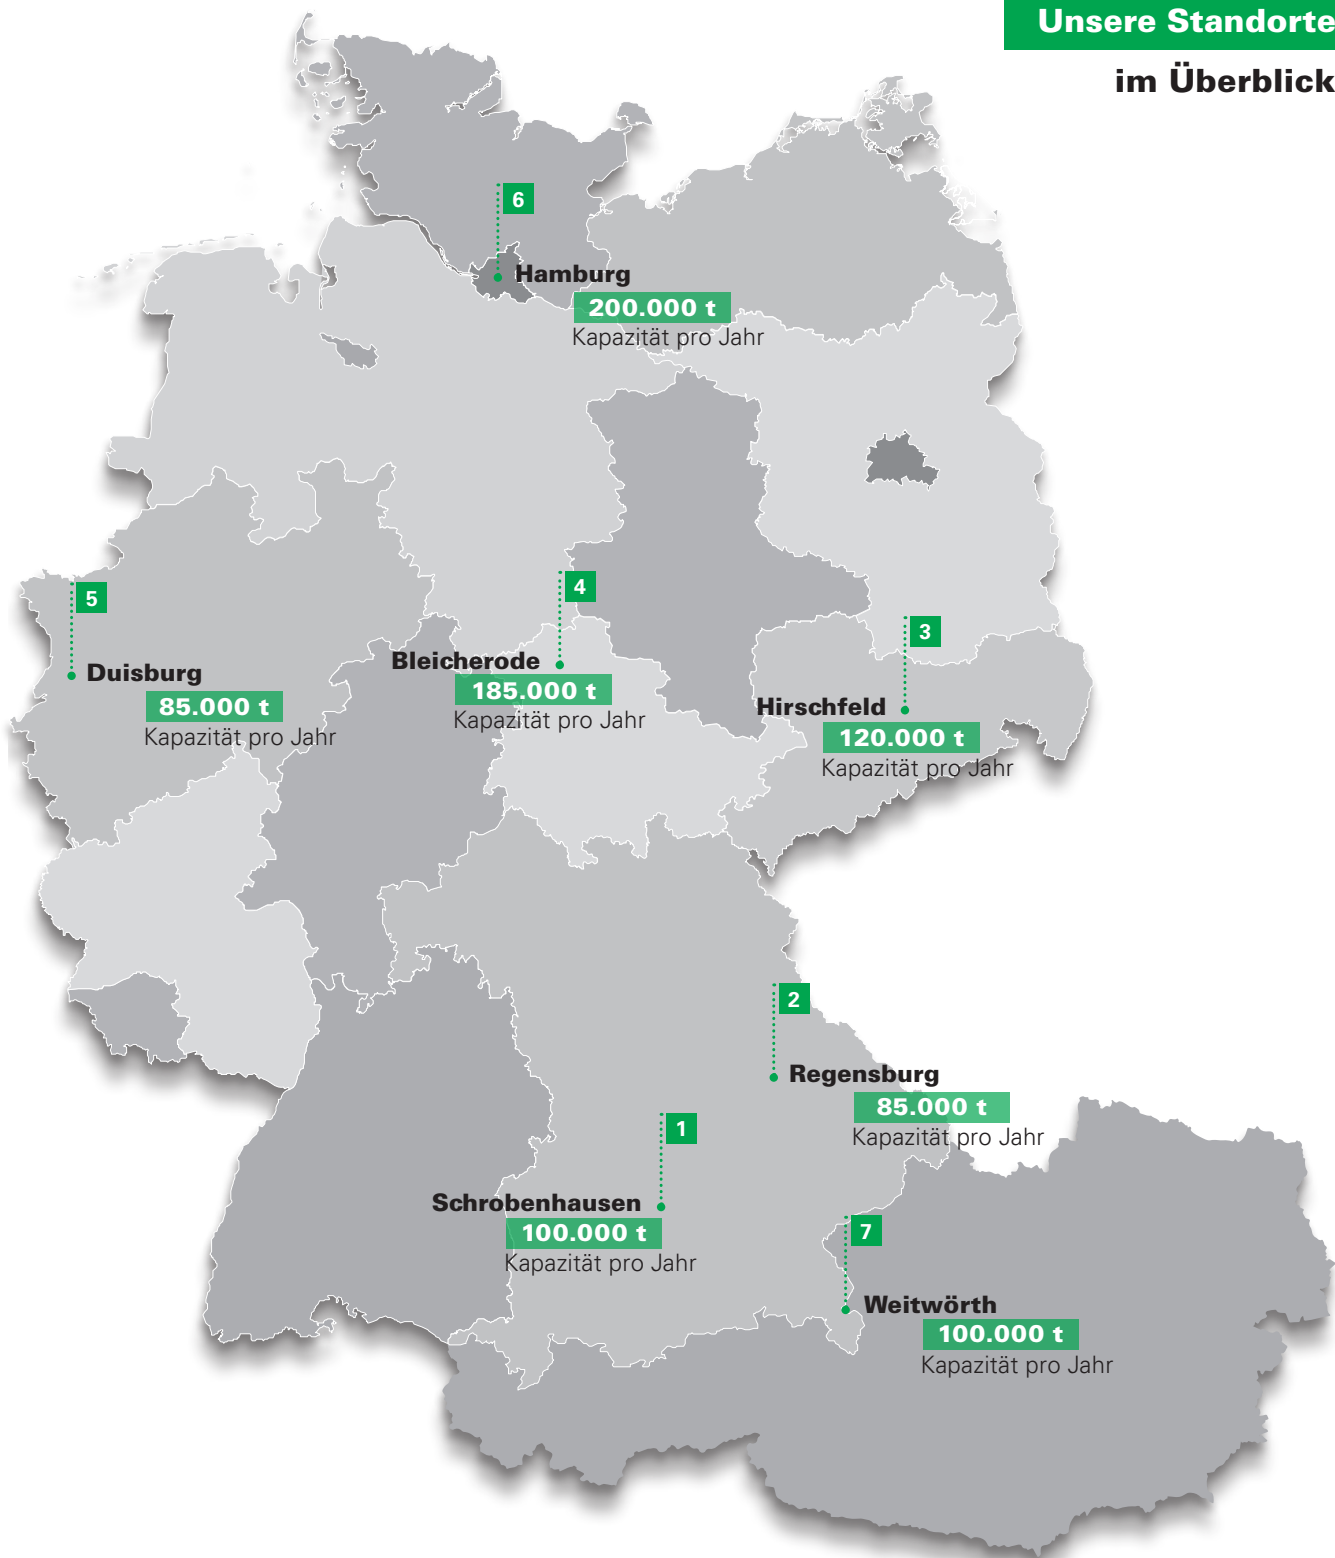 Unsere Standorte
im Überblick
6
Hamburg
200.000 t
Kapazität pro Jahr
5
Duisburg
85.000 t
Kapazität pro Jahr
4
Bleicherode
185.000 t
Kapazität pro Jahr
3
Hirschfeld
120.000 t
Kapazität pro Jahr
2
Regensburg
85.000 t
Kapazität pro Jahr
1
Schrobenhausen
100.000 t
Kapazität pro Jahr
7
Weitwörth
100.000 t
Kapazität pro Jahr